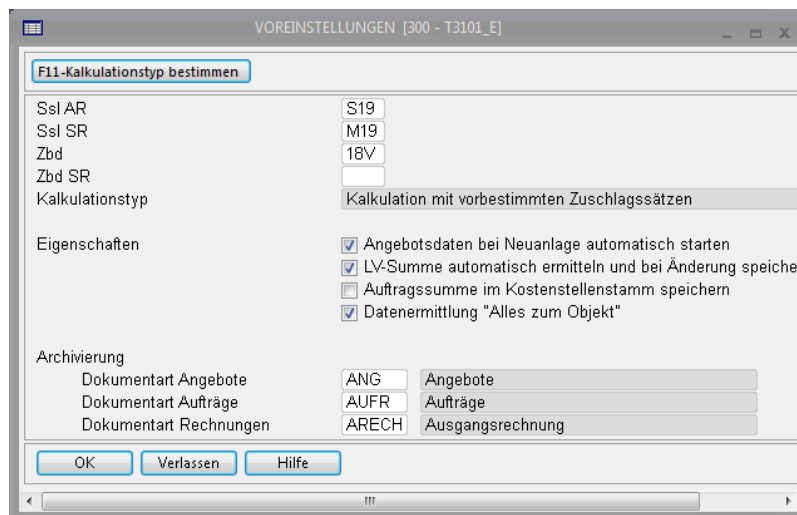 VOREINSTELLUNGEN [300 - T3101_E]
F11-Kalkulationstyp bestimmen
Ssl AR S19
Ssl SR M19
Zbd 18V
Zbd SR
Kalkulationstyp Kalkulation mit vorbestimmten Zuschlagssätzen
Eigenschaften Angebotsdaten bei Neuanlage automatisch starten
LV-Summe automatisch ermitteln und bei Änderung speiche
Auftragssumme im Kostenstellenstamm speichern
Datenermittlung "Alles zum Objekt"
Archivierung
Dokumentart Angebote ANG Angebote
Dokumentart Aufträge AUFR Aufträge
Dokumentart Rechnungen ARECH Ausgangsrechnung
OK Verlassen Hilfe